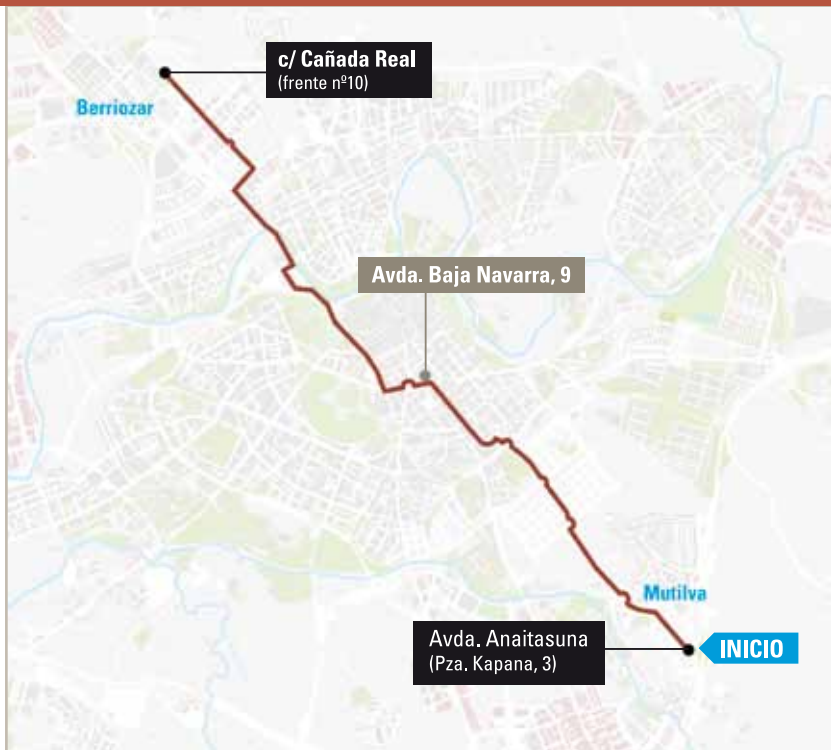 c/ Cañada Real
(frente nº10)
Berriozar
Avda. Baja Navarra, 9
Mutilva
Avda. Anaitasuna
(Pza. Kapana, 3)
INICIO